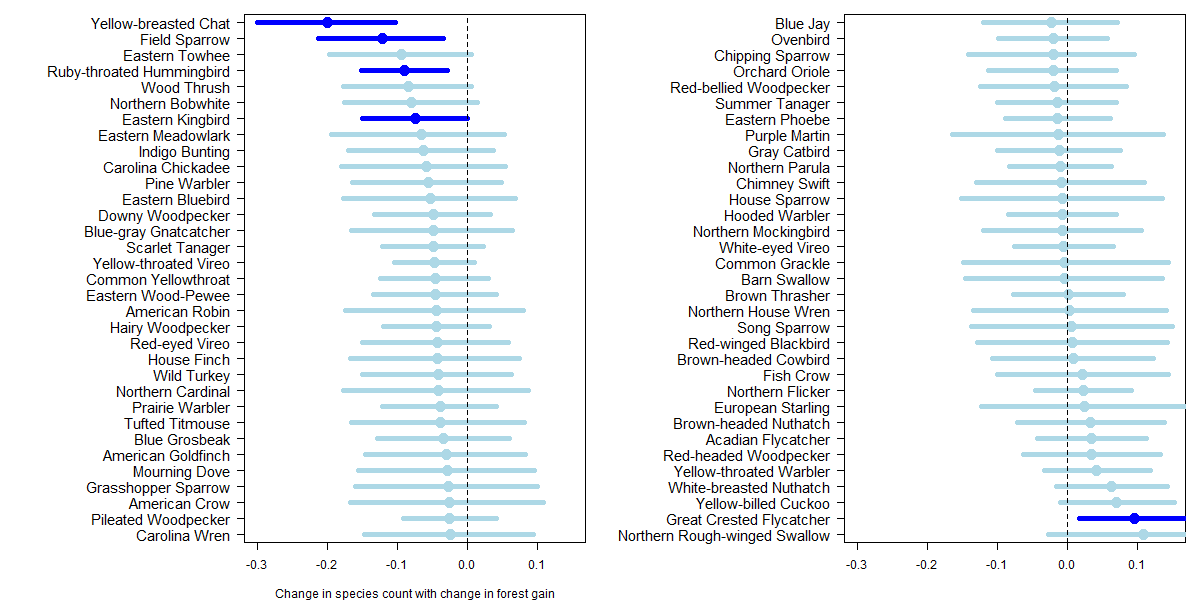 Yellow-breasted Chat
Field Sparrow
Eastern Towhee
Ruby-throated Hummingbird
Wood Thrush
Northern Bobwhite
Eastern Kingbird
Eastern Meadowlark
Indigo Bunting
Carolina Chickadee
Pine Warbler
Eastern Bluebird
Downy Woodpecker
Blue-gray Gnatcatcher
Scarlet Tanager
Yellow-throated Vireo
Common Yellowthroat
Eastern Wood-Pewee
American Robin
Hairy Woodpecker
Red-eyed Vireo
House Finch
Wild Turkey
Northern Cardinal
Prairie Warbler
Tufted Titmouse
Blue Grosbeak
American Goldfinch
Mourning Dove
Grasshopper Sparrow
American Crow
Pileated Woodpecker
Carolina Wren
-0.3 -0.2 -0.1 0.0 0.1
Change in species count with change in forest gain
Blue Jay
Ovenbird
Chipping Sparrow
Orchard Oriole
Red-bellied Woodpecker
Summer Tanager
Eastern Phoebe
Purple Martin
Gray Catbird
Northern Parula
Chimney Swift
House Sparrow
Hooded Warbler
Northern Mockingbird
White-eyed Vireo
Common Grackle
Barn Swallow
Brown Thrasher
Northern House Wren
Song Sparrow
Red-winged Blackbird
Brown-headed Cowbird
Fish Crow
Northern Flicker
European Starling
Brown-headed Nuthatch
Acadian Flycatcher
Red-headed Woodpecker
Yellow-throated Warbler
White-breasted Nuthatch
Yellow-billed Cuckoo
Great Crested Flycatcher
Northern Rough-winged Swallow
-0.3 -0.2 -0.1 0.0 0.1